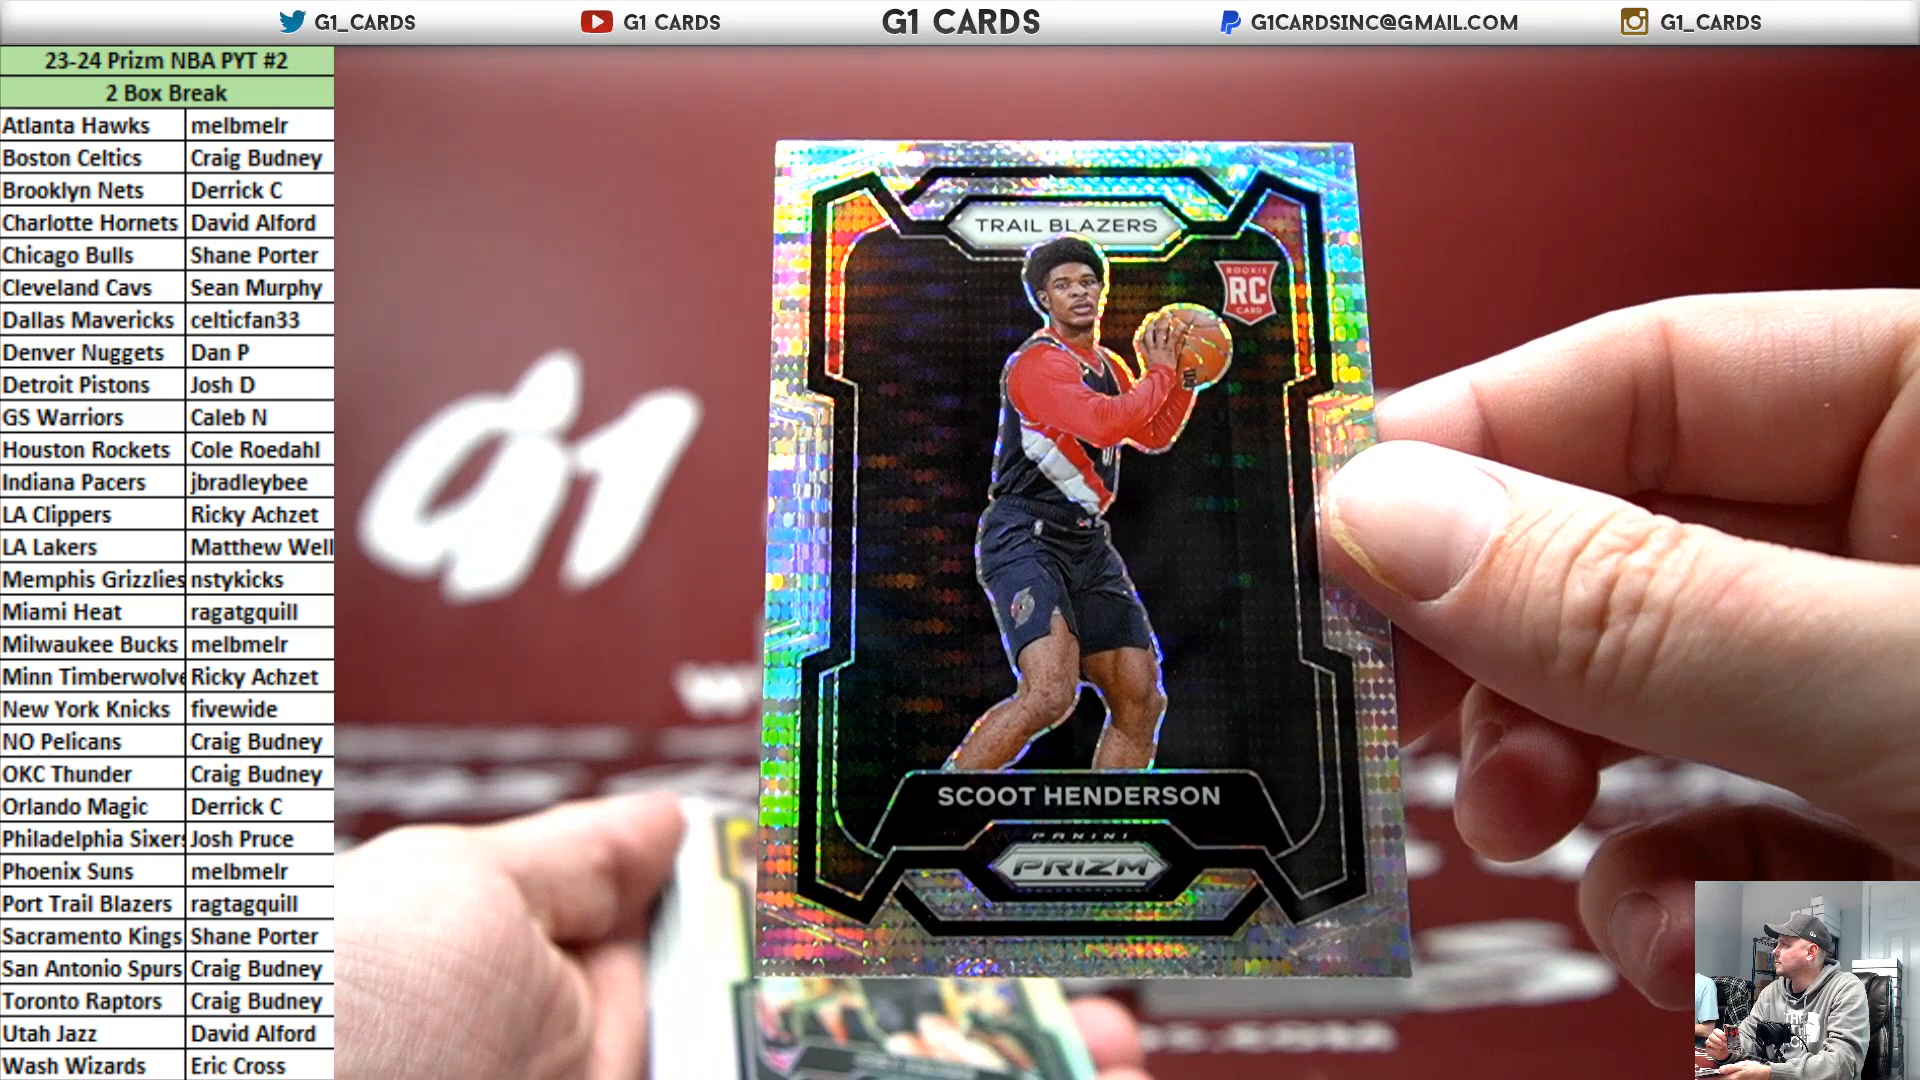 G1_CARDS
G1 CARDS
G1 CARDS
G1CARDSINC@GMAIL.COM
G1_CARDS
23-24 Prizm NBA PYT #2
2 Box Break
Atlanta Hawks melbmelr
Boston Celtics Craig Budney
Brooklyn Nets Derrick C
Charlotte Hornets David Alford
Chicago Bulls Shane Porter
Cleveland Cavs Sean Murphy
Dallas Mavericks celticfan33
Denver Nuggets Dan P
Detroit Pistons Josh D
GS Warriors Caleb N
Houston Rockets Cole Roedahl
Indiana Pacers jbradleybee
LA Clippers Ricky Achzet
LA Lakers Matthew Well
Memphis Grizzlies nstykicks
Miami Heat ragatgquill
Milwaukee Bucks melbmelr
Minn Timberwolve Ricky Achzet
New York Knicks fivewide
NO Pelicans Craig Budney
OKC Thunder Craig Budney
Orlando Magic Derrick C
Philadelphia Sixers Josh Pruce
Phoenix Suns melbmelr
Port Trail Blazers ragtagquill
Sacramento Kings Shane Porter
San Antonio Spurs Craig Budney
Toronto Raptors Craig Budney
Utah Jazz David Alford
Wash Wizards Eric Cross
G1
TRAIL BLAZERS
ROOKIE
RC
CARD
SCOOT HENDERSON
PANINI
PRIZM